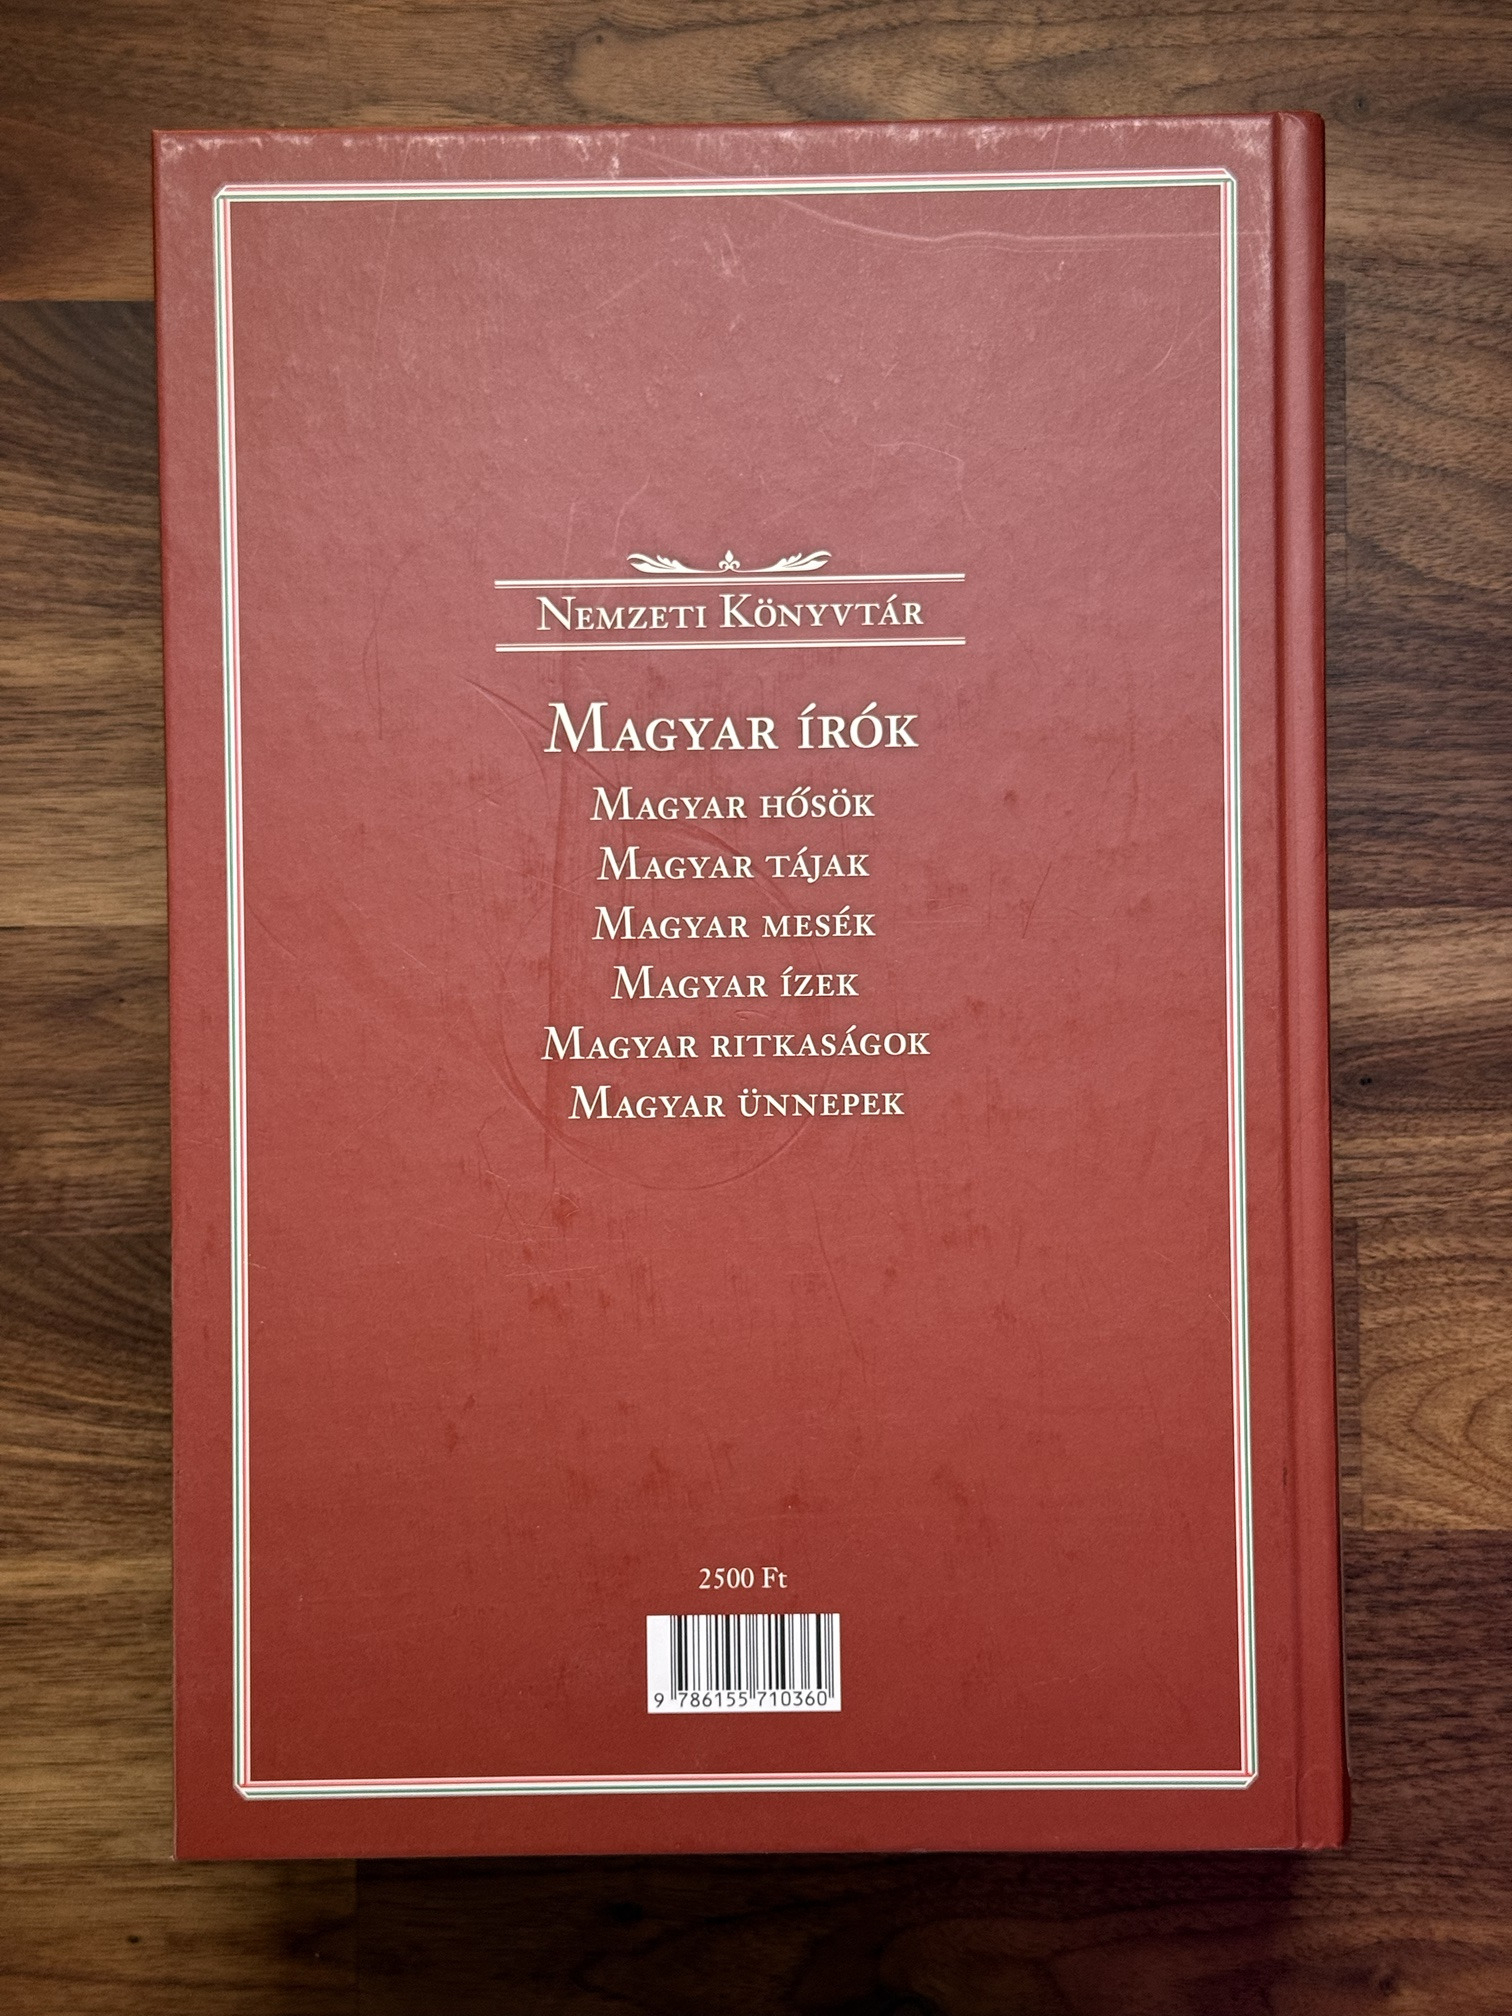 Nemzeti Könyvtár
Magyar írók
Magyar hősök
Magyar tájak
Magyar mesék
Magyar ízek
Magyar ritkaságok
Magyar ünnepek
2500 Ft
9 786155 710360